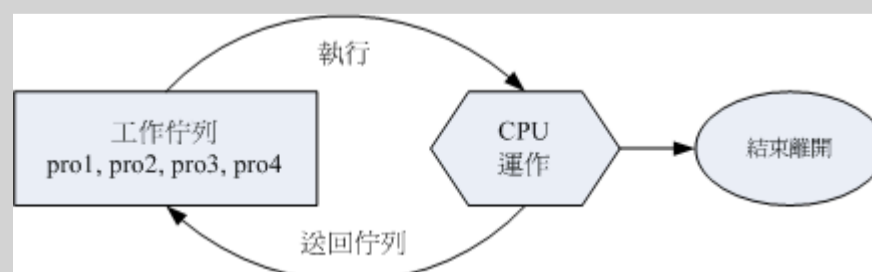 執行
工作佇列
pro1, pro2, pro3, pro4
CPU
運作
結束離開
送回佇列